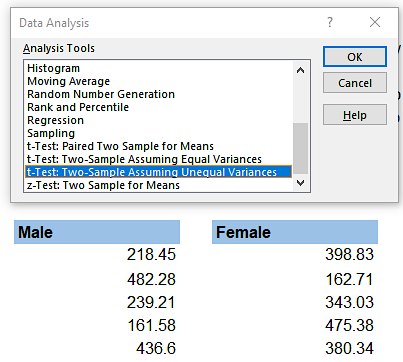 Data Analysis
Analysis Tools
Histogram
Moving Average
Random Number Generation
Rank and Percentile
Regression
Sampling
t-Test: Paired Two Sample for Means
t-Test: Two-Sample Assuming Equal Variances
t-Test: Two-Sample Assuming Unequal Variances
z-Test: Two Sample for Means
OK
Cancel
Help
Male Female
218.45 398.83
482.28 162.71
239.21 343.03
161.58 475.38
436.6 380.34